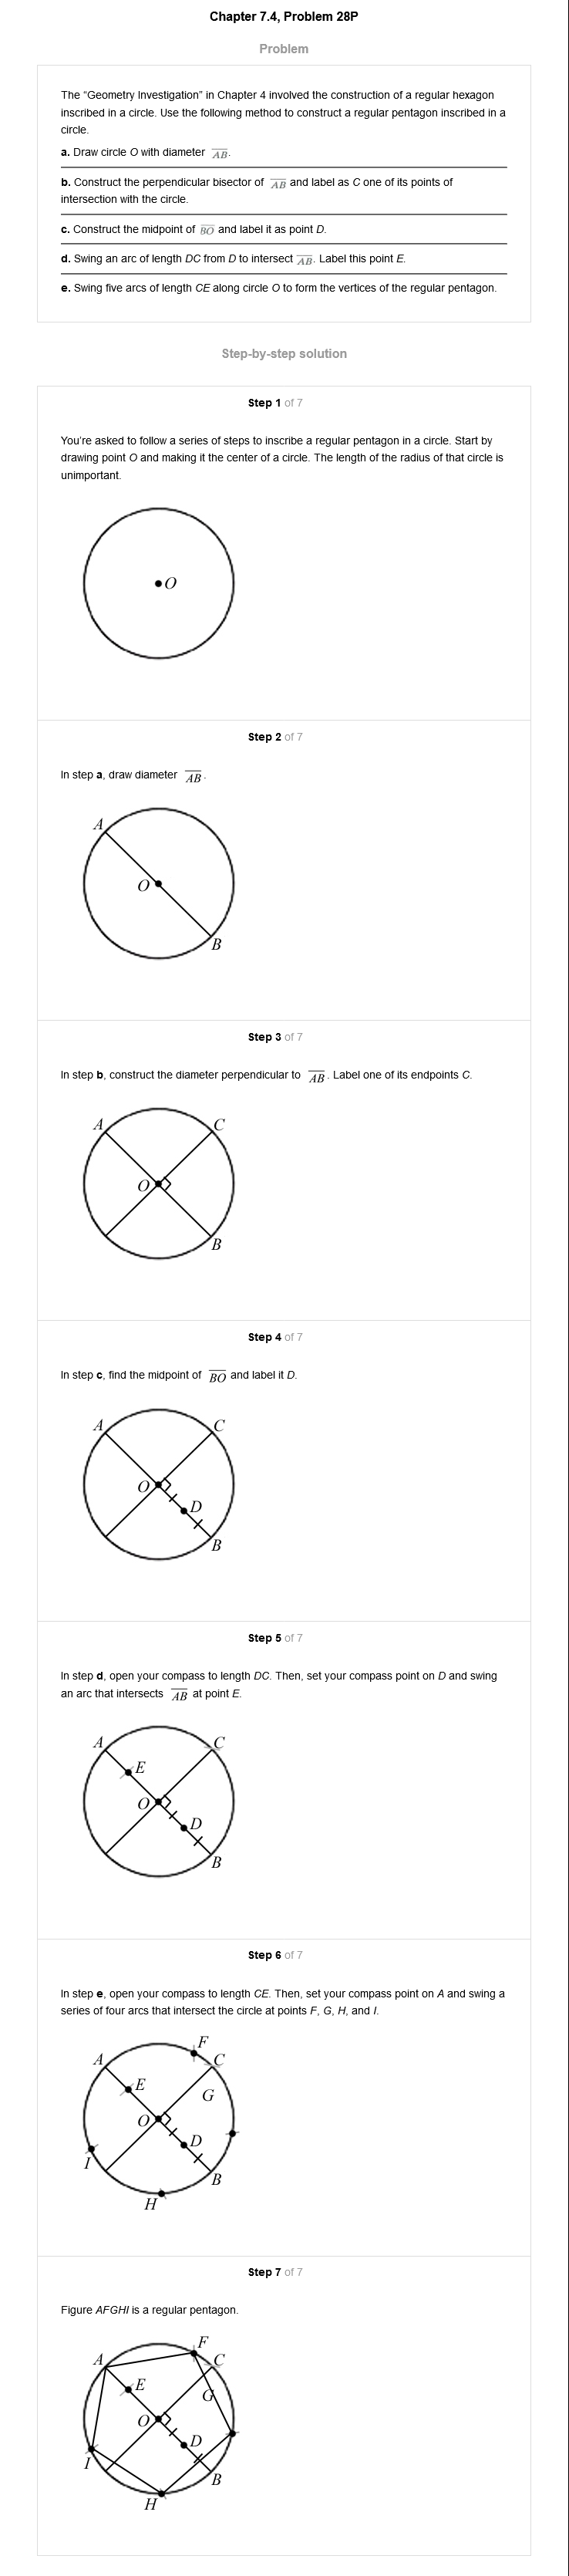 Chapter 7.4, Problem 28P
Problem
The “Geometry Investigation” in Chapter 4 involved the construction of a regular hexagon
inscribed in a circle. Use the following method to construct a regular pentagon inscribed in a
circle.
a. Draw circle O with diameter AB.
b. Construct the perpendicular bisector of AB and label as C one of its points of
intersection with the circle.
c. Construct the midpoint of BO and label it as point D.
d. Swing an arc of length DC from D to intersect AB. Label this point E.
e. Swing five arcs of length CE along circle O to form the vertices of the regular pentagon.
Step-by-step solution
Step 1 of 7
You’re asked to follow a series of steps to inscribe a regular pentagon in a circle. Start by
drawing point O and making it the center of a circle. The length of the radius of that circle is
unimportant.
O
Step 2 of 7
In step a, draw diameter AB.
A
O
B
Step 3 of 7
In step b, construct the diameter perpendicular to AB. Label one of its endpoints C.
A C
O
B
Step 4 of 7
In step c, find the midpoint of BO and label it D.
A C
O
D
B
Step 5 of 7
In step d, open your compass to length DC. Then, set your compass point on D and swing
an arc that intersects AB at point E.
A C
E
O
D
B
Step 6 of 7
In step e, open your compass to length CE. Then, set your compass point on A and swing a
series of four arcs that intersect the circle at points F, G, H, and I.
F
A C
E
G
O
D
I
B
H
Step 7 of 7
Figure AFGHI is a regular pentagon.
F
A C
E
G
O
D
I
B
H